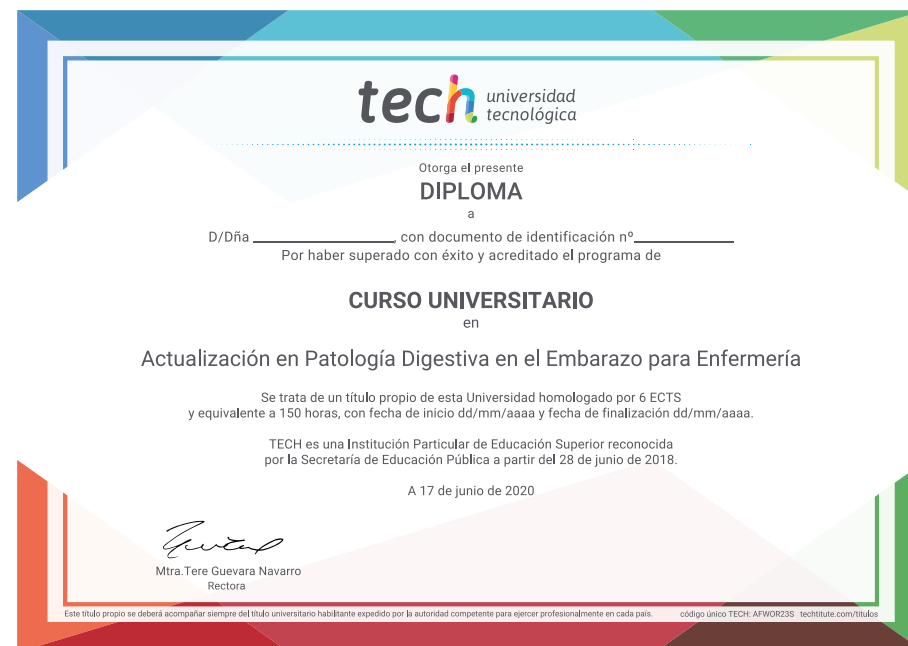 tech universidad
tecnológica
Otorga el presente
DIPLOMA
a
D/Dña ____________, con documento de identificación nº____________
Por haber superado con éxito y acreditado el programa de
CURSO UNIVERSITARIO
en
Actualización en Patología Digestiva en el Embarazo para Enfermería
Se trata de un título propio de esta Universidad homologado por 6 ECTS
y equivalente a 150 horas, con fecha de inicio dd/mm/aaaa y fecha de finalización dd/mm/aaaa.
TECH es una Institución Particular de Educación Superior reconocida
por la Secretaría de Educación Pública a partir del 28 de junio de 2018.
A 17 de junio de 2020
Mtra.Tere Guevara Navarro
Rectora
Este título propio se deberá acompañar siempre del título universitario habilitante expedido por la autoridad competente para ejercer profesionalmente en cada país. código único TECH: AFWOR23S techtitute.com/titulos